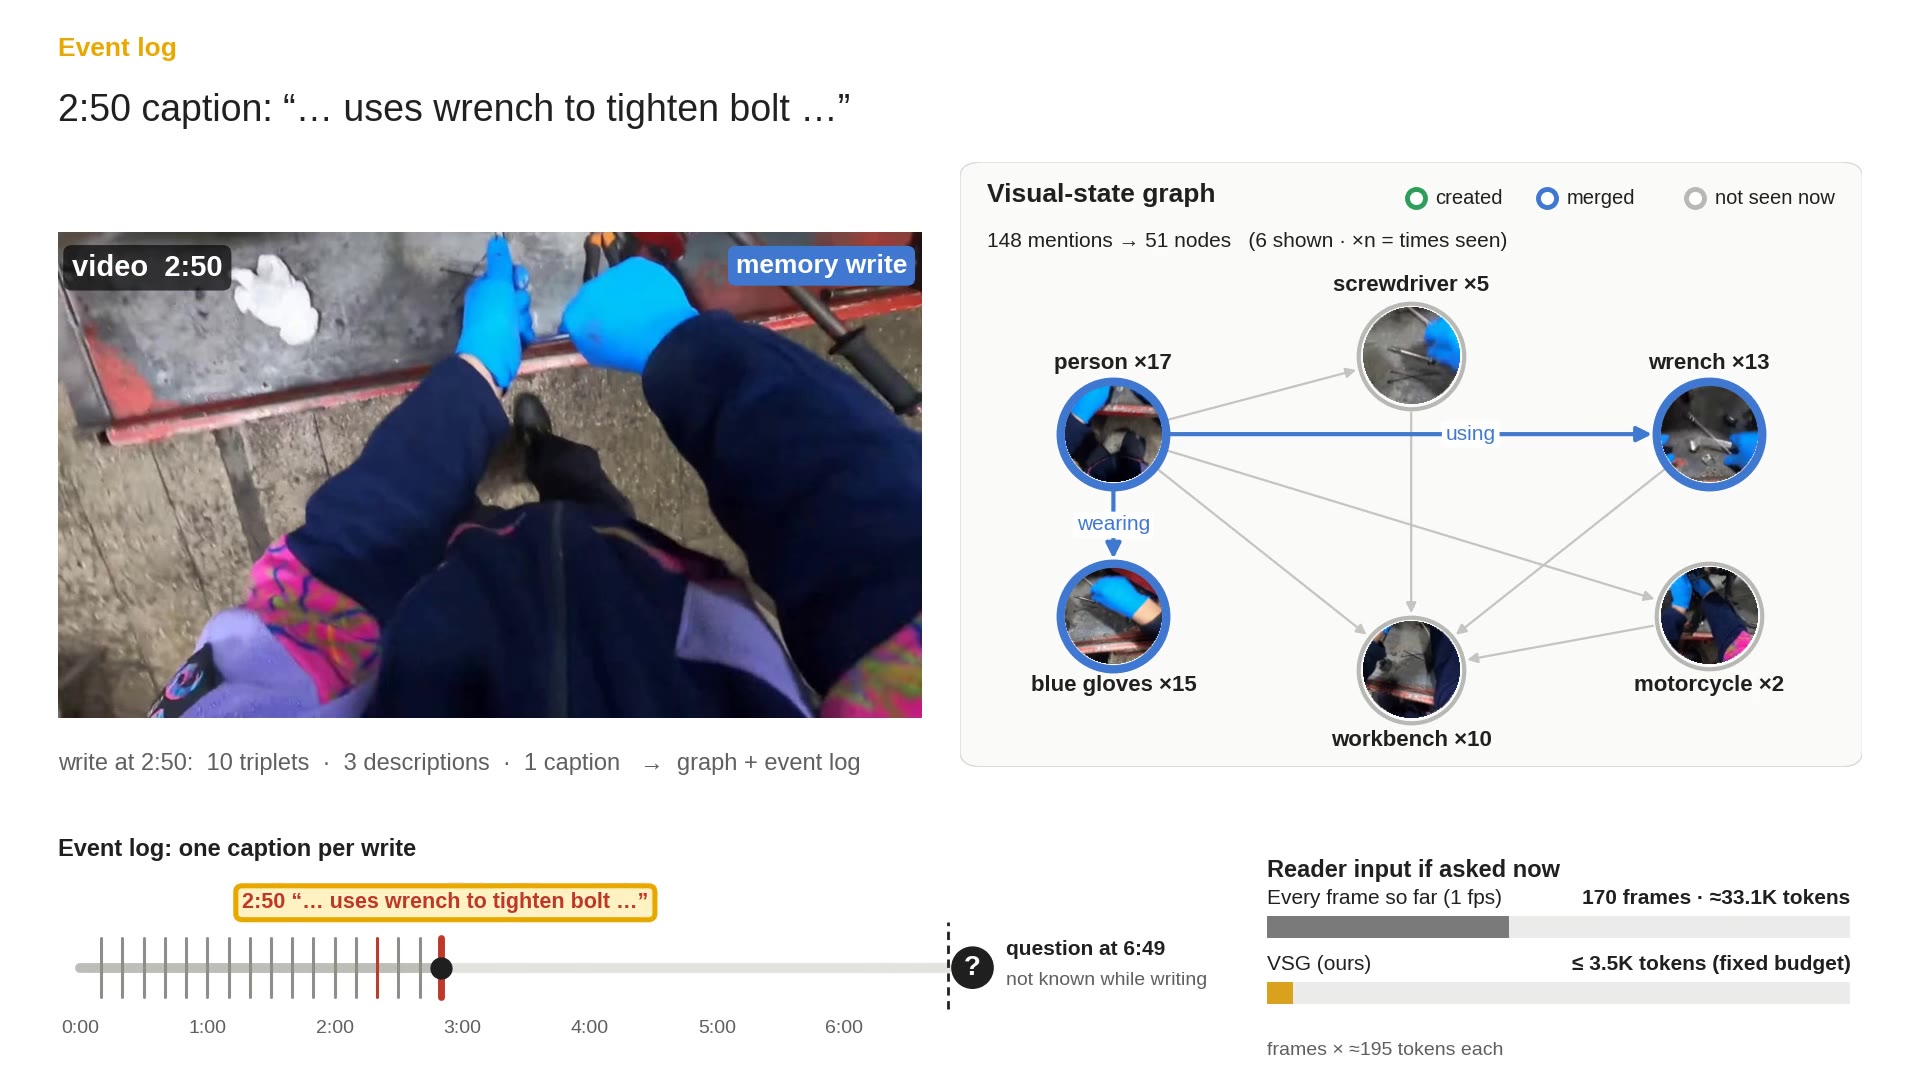 Event log
2:50 caption: “… uses wrench to tighten bolt …”
video 2:50
memory write
write at 2:50: 10 triplets · 3 descriptions · 1 caption → graph + event log
Visual-state graph
created
merged
not seen now
148 mentions → 51 nodes (6 shown · ×n = times seen)
screwdriver ×5
person ×17
wrench ×13
using
wearing
blue gloves ×15
motorcycle ×2
workbench ×10
Event log: one caption per write
2:50 “… uses wrench to tighten bolt …”
?
question at 6:49
not known while writing
0:00 1:00 2:00 3:00 4:00 5:00 6:00
Reader input if asked now
Every frame so far (1 fps) 170 frames · ≈33.1K tokens
VSG (ours) ≤ 3.5K tokens (fixed budget)
frames × ≈195 tokens each